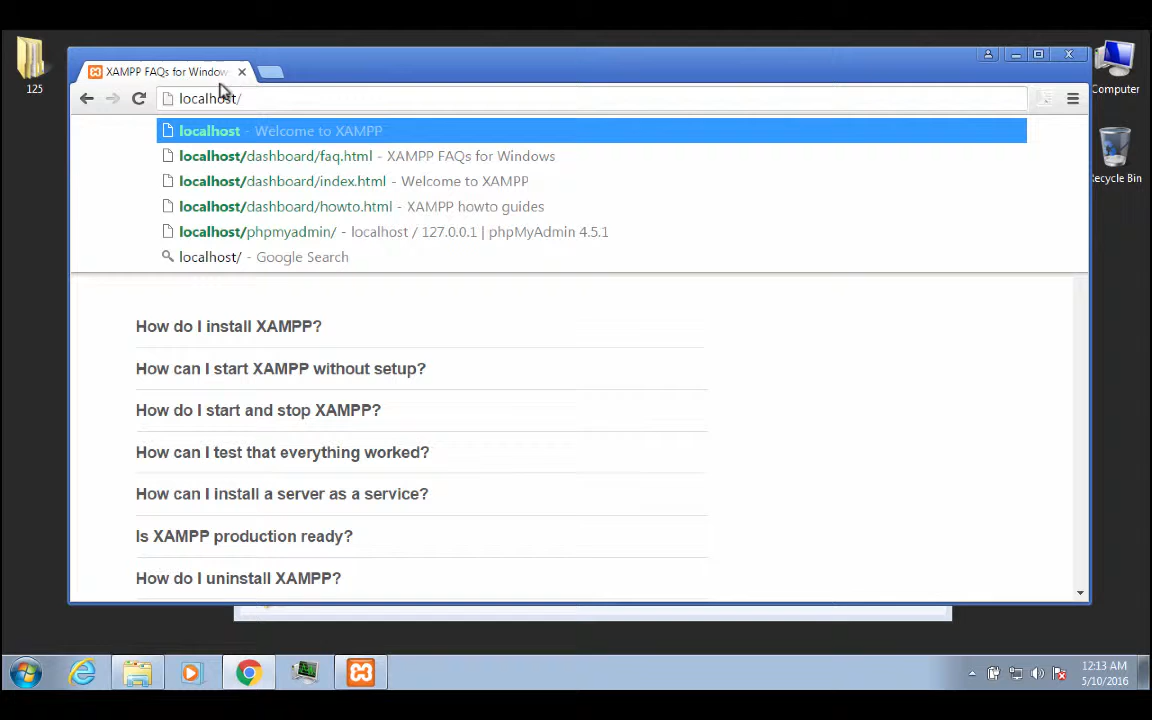 125
XAMPP FAQs for Window
localhost/
localhost - Welcome to XAMPP
localhost/dashboard/faq.html - XAMPP FAQs for Windows
localhost/dashboard/index.html - Welcome to XAMPP
localhost/dashboard/howto.html - XAMPP howto guides
localhost/phpmyadmin/ - localhost / 127.0.0.1 | phpMyAdmin 4.5.1
localhost/ - Google Search
How do I install XAMPP?
How can I start XAMPP without setup?
How do I start and stop XAMPP?
How can I test that everything worked?
How can I install a server as a service?
Is XAMPP production ready?
How do I uninstall XAMPP?
Computer
Recycle Bin
12:13 AM
5/10/2016